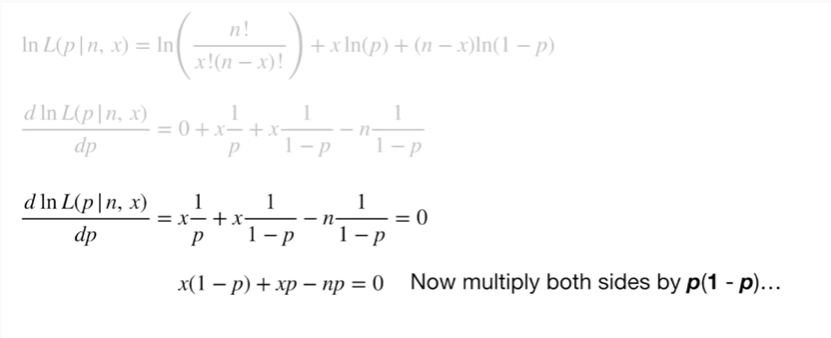 ln L(p|n, x) = ln( n! / x!(n − x)! ) + x ln(p) + (n − x)ln(1 − p)
d ln L(p|n, x) / dp = 0 + x 1/p + x 1/(1 − p) − n 1/(1 − p)
d ln L(p|n, x) / dp = x 1/p + x 1/(1 − p) − n 1/(1 − p) = 0
x(1 − p) + xp − np = 0 Now multiply both sides by p(1 - p)...